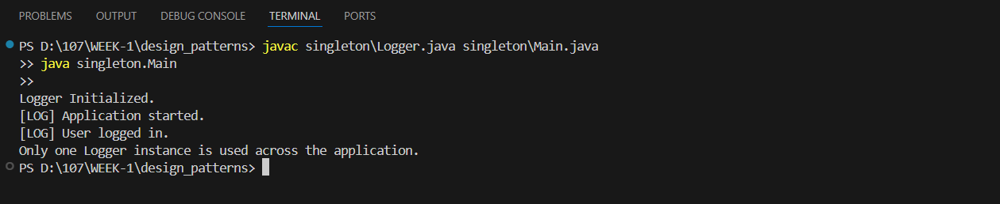 PROBLEMS OUTPUT DEBUG CONSOLE TERMINAL PORTS
PS D:\107\WEEK-1\design_patterns> javac singleton\Logger.java singleton\Main.java
>> java singleton.Main
>>
Logger Initialized.
[LOG] Application started.
[LOG] User logged in.
Only one Logger instance is used across the application.
PS D:\107\WEEK-1\design_patterns>